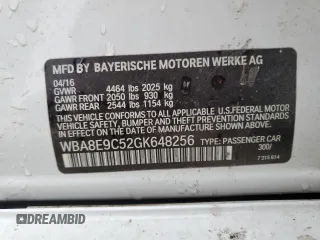 MFD BY BAYERISCHE MOTOREN WERKE AG
04/16
GVWR 4464 lbs 2025 kg
GAWR FRONT 2050 lbs 930 kg
GAWR REAR 2544 lbs 1154 kg
THIS VEHICLE CONFORMS TO ALL APPLICABLE
U.S. FEDERAL MOTOR VEHICLE SAFETY, BUMPER,
AND THEFT PREVENTION STANDARDS IN EFFECT
ON THE DATE OF MANUFACTURE SHOWN ABOVE.
WBA8E9C52GK648256 TYPE: PASSENGER CAR
300/
7315614
DREAMBID